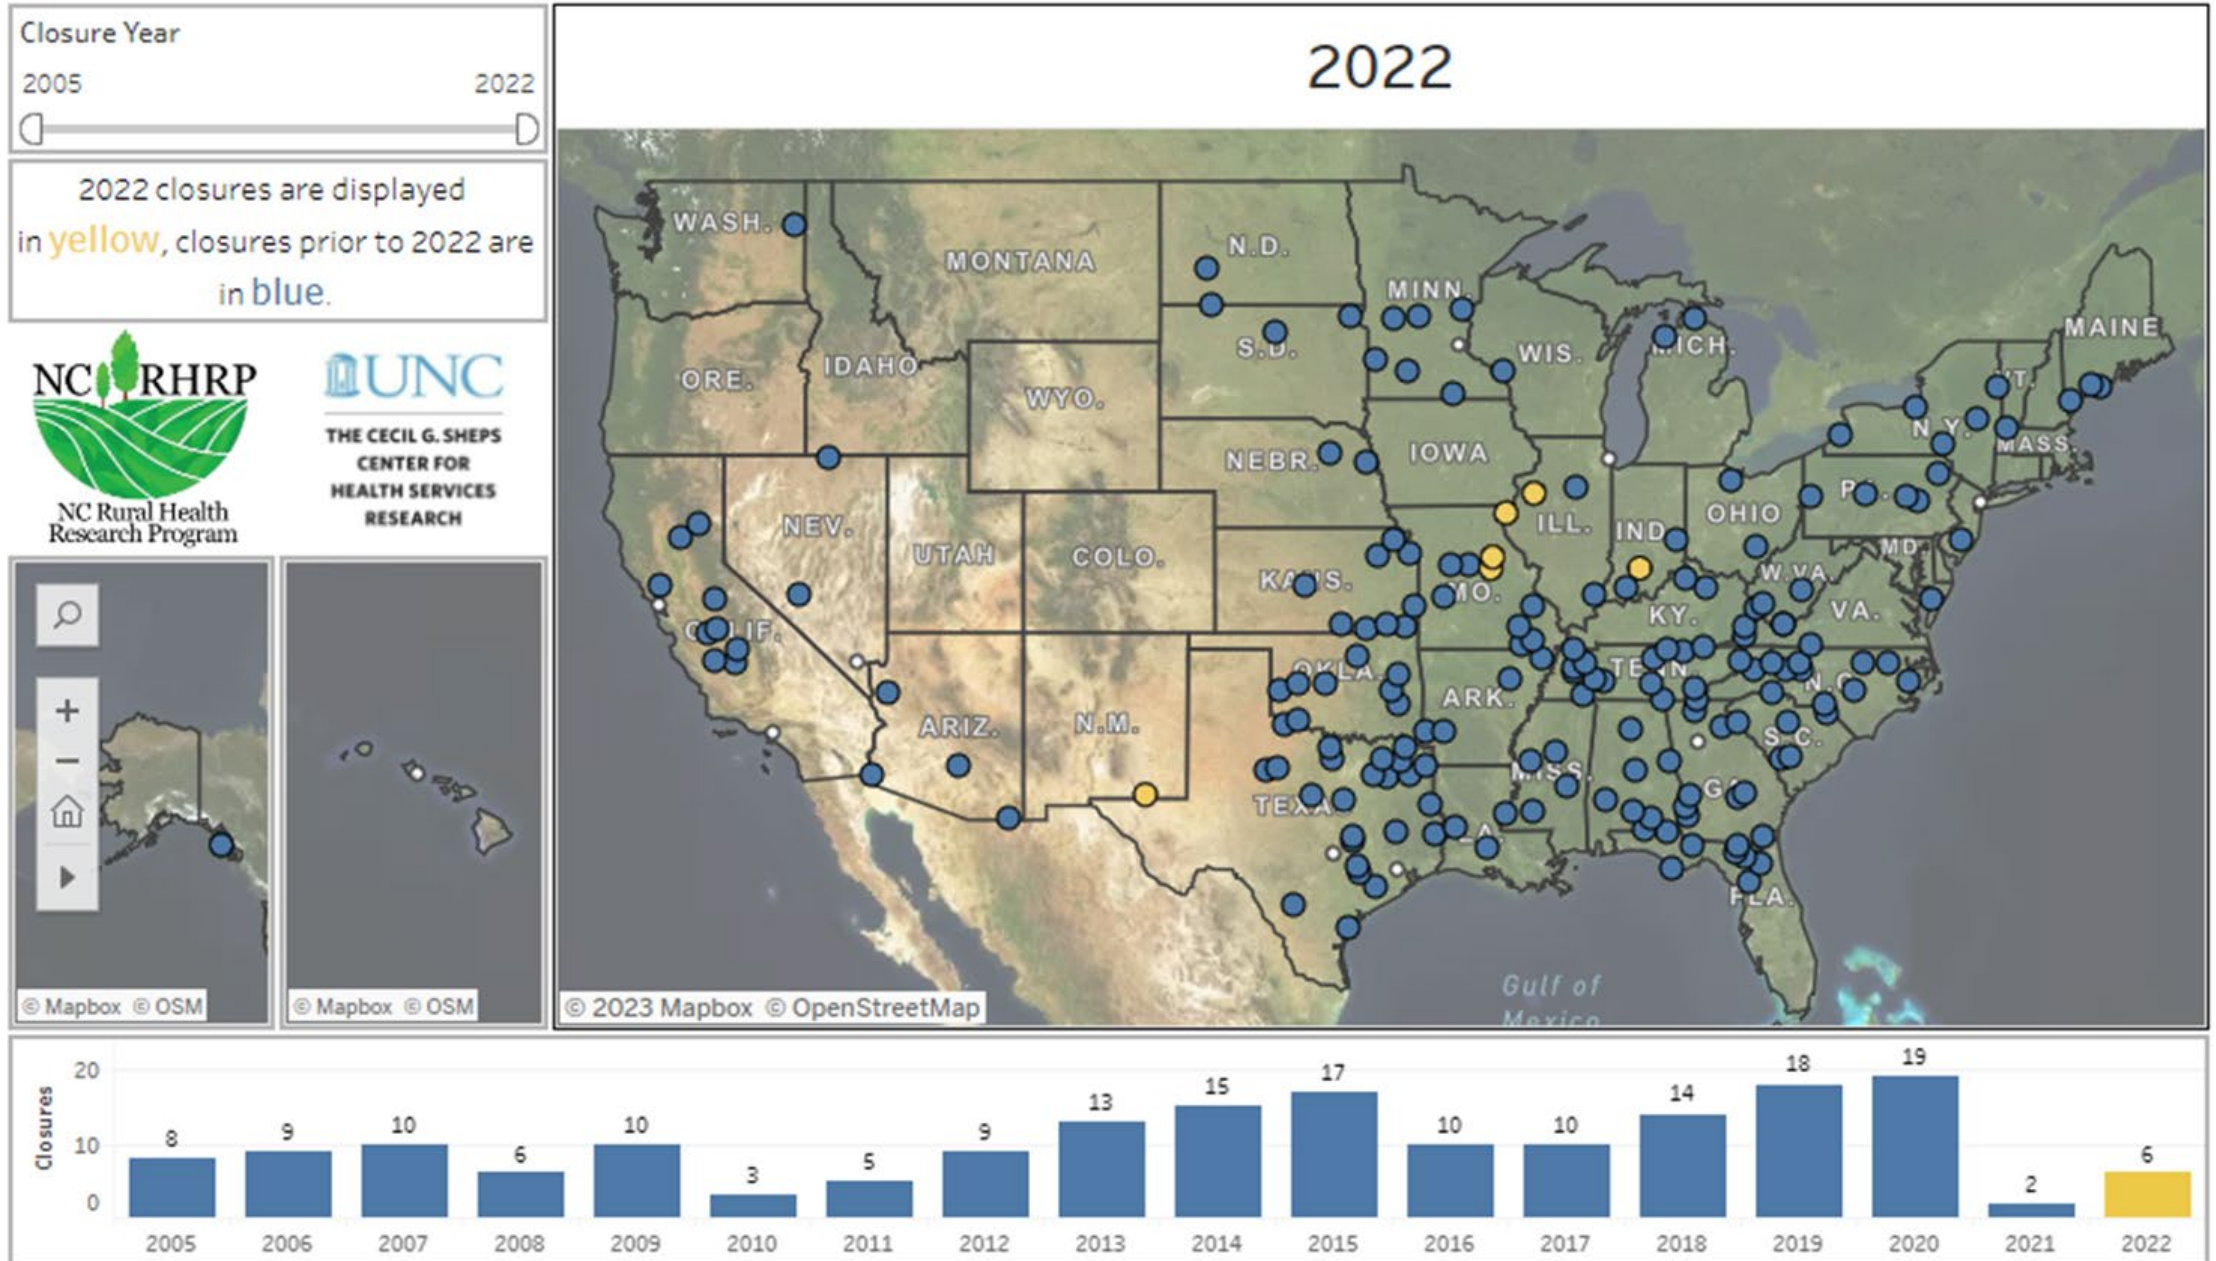 Closure Year
2005 2022
2022 closures are displayed
in yellow, closures prior to 2022 are
in blue.
NC RHRP
NC Rural Health
Research Program
UNC
THE CECIL G. SHEPS
CENTER FOR
HEALTH SERVICES
RESEARCH
© Mapbox © OSM
© Mapbox © OSM
2022
WASH.
MONTANA
N.D.
MINN.
MAINE
ORE.
IDAHO
WYO.
S.D.
WIS.
MICH.
VT.
NEBR.
IOWA
N.Y.
MASS.
NEV.
UTAH
COLO.
ILL.
IND
OHIO
MD.
KANS.
MO.
W.VA.
KY.
VA.
CALIF.
OKLA.
TENN
N.C.
ARIZ.
N.M.
ARK.
S.C.
TEXA
MISS.
GA
LA.
FLA.
Gulf of
Mexico
© 2023 Mapbox © OpenStreetMap
Closures
20
10
0
8
9
10
6
10
3
5
9
13
15
17
10
10
14
18
19
2
6
2005 2006 2007 2008 2009 2010 2011 2012 2013 2014 2015 2016 2017 2018 2019 2020 2021 2022